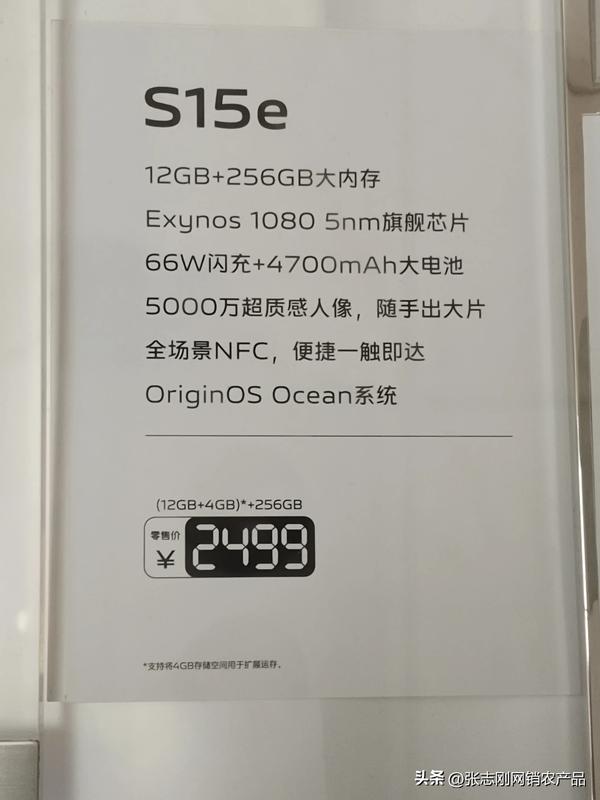 S15e
12GB+256GB大内存
Exynos 1080 5nm旗舰芯片
66W闪充+4700mAh大电池
5000万超质感人像，随手出大片
全场景NFC，便捷一触即达
OriginOS Ocean系统
(12GB+4GB)*+256GB
零售价
¥ 2499
*支持将4GB存储空间用于扩展运存。
头条 @张志刚网销农产品